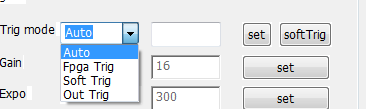 Trig mode Auto set softTrig
Auto
Fpga Trig
Gain 16 set
Soft Trig
Expo Out Trig 300 set